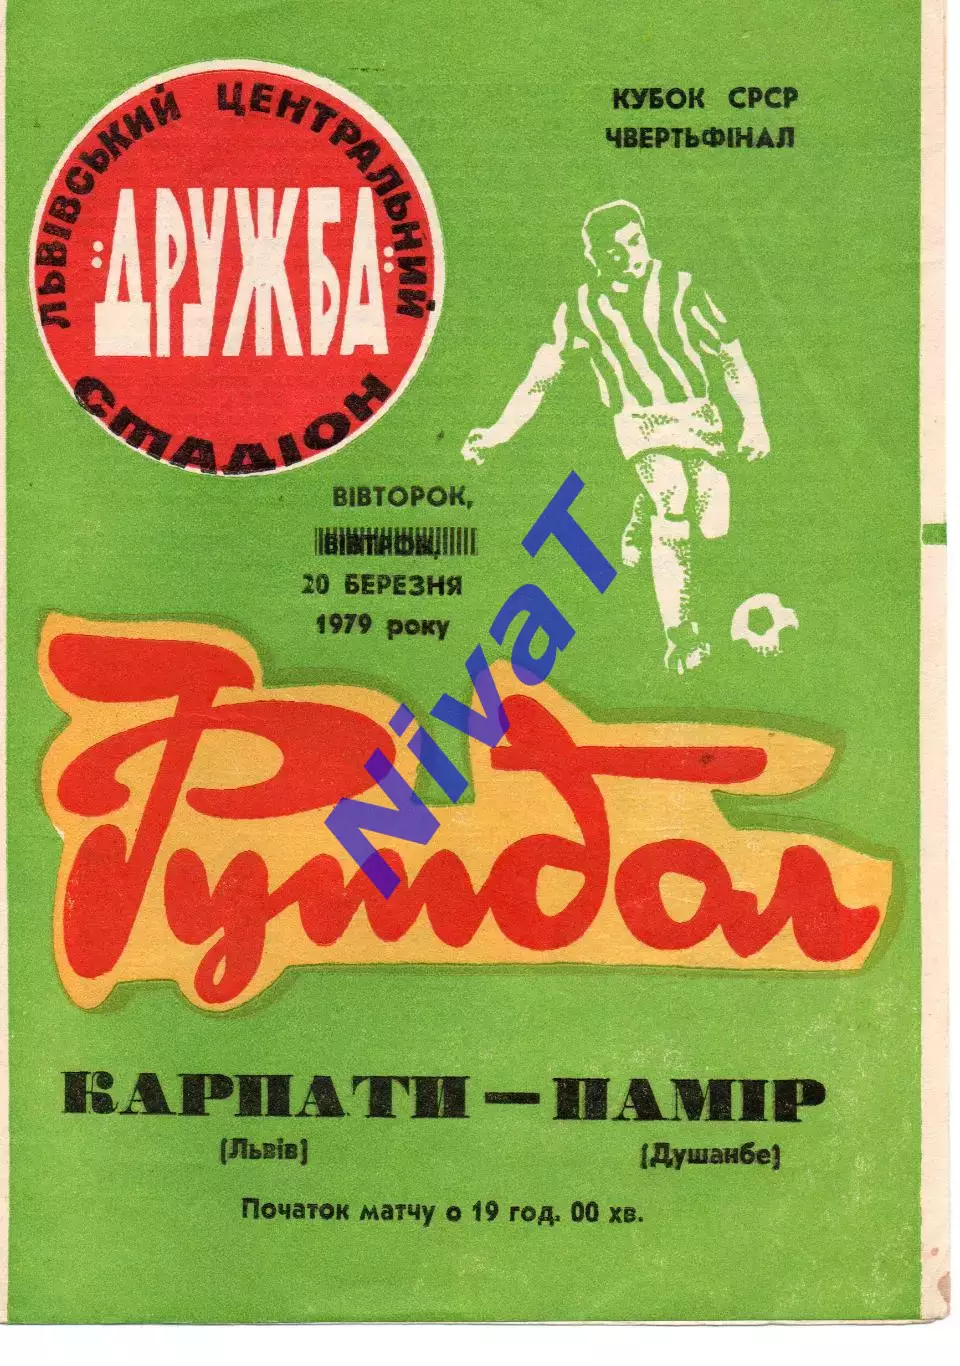 ЛЬВІВСЬКИЙ ЦЕНТРАЛЬНИЙ
"ДРУЖБА"
СТАДІОН
КУБОК СРСР
ЧВЕРТЬФІНАЛ
ВІВТОРОК,
20 БЕРЕЗНЯ
1979 року
Футбол
NivaT
КАРПАТИ — ПАМІР
(Львів) (Душанбе)
Початок матчу о 19 год. 00 хв.